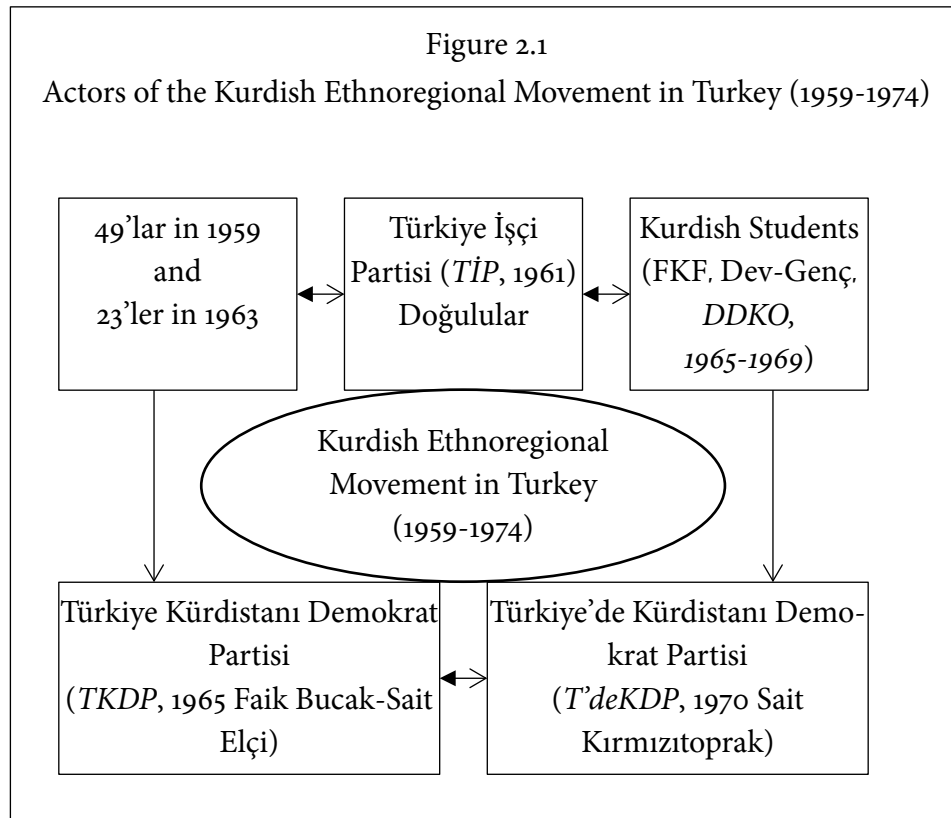 Figure 2.1
Actors of the Kurdish Ethnoregional Movement in Turkey (1959-1974)
49’lar in 1959
and
23’ler in 1963
Türkiye İşçi
Partisi (TİP, 1961)
Doğulular
Kurdish Students
(FKF, Dev-Genç,
DDKO,
1965-1969)
Kurdish Ethnoregional
Movement in Turkey
(1959-1974)
Türkiye Kürdistanı Demokrat
Partisi
(TKDP, 1965 Faik Bucak-Sait
Elçi)
Türkiye’de Kürdistanı Demo-
krat Partisi
(T’deKDP, 1970 Sait
Kırmızıtoprak)